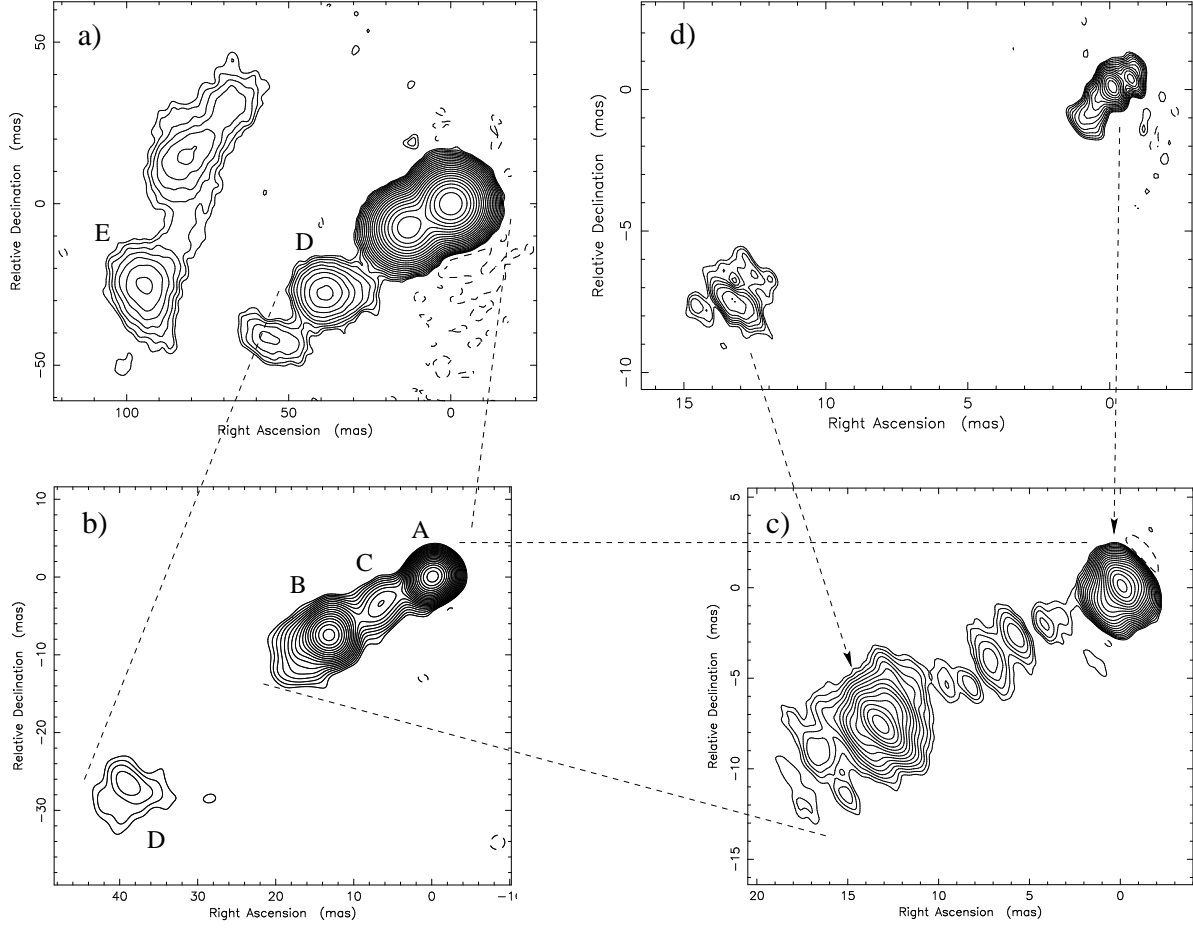 a)
E
D
50
0
−50
Relative Declination (mas)
100
50
0
Right Ascension (mas)
d)
0
−5
−10
Relative Declination (mas)
15
10
5
0
Right Ascension (mas)
b)
A
C
B
D
10
0
−10
−20
−30
Relative Declination (mas)
40
30
20
10
0
Right Ascension (mas)
c)
5
0
−5
−10
−15
Relative Declination (mas)
20
15
10
5
0
Right Ascension (mas)